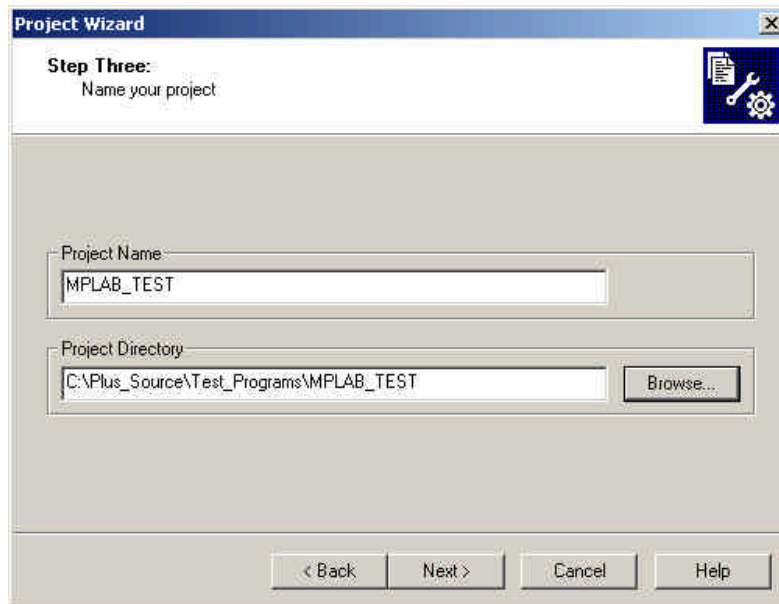 Project Wizard
Step Three:
Name your project
Project Name
MPLAB_TEST
Project Directory
C:\Plus_Source\Test_Programs\MPLAB_TEST
Browse...
< Back
Next >
Cancel
Help